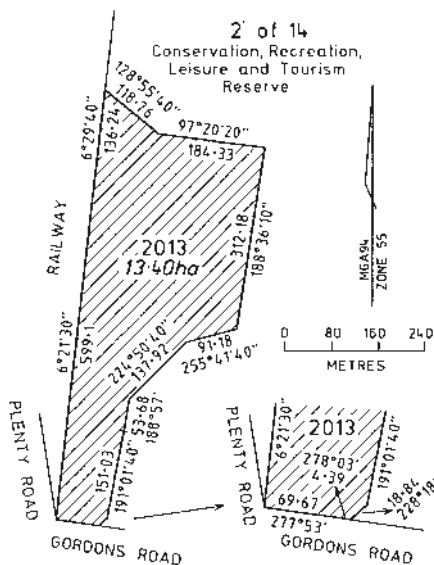 2 of 14
Conservation, Recreation,
Leisure and Tourism
Reserve
128°55'40"
118·76
6°29'40"
136·24
97°20'20"
184·33
RAILWAY
2013
13·40ha
312·18
188°36'10"
MGA94
ZONE 55
6°21'30"
599·1
224°50'40"
137·92
91·18
255°41'40"
0 80 160 240
METRES
53·68
188°57'
151·03
191°01'40"
PLENTY ROAD
GORDONS ROAD
6°21'30"
2013
278°03'
4·39
191°01'40"
PLENTY ROAD
69·67
277°53'
18·84
228°18'
GORDONS ROAD